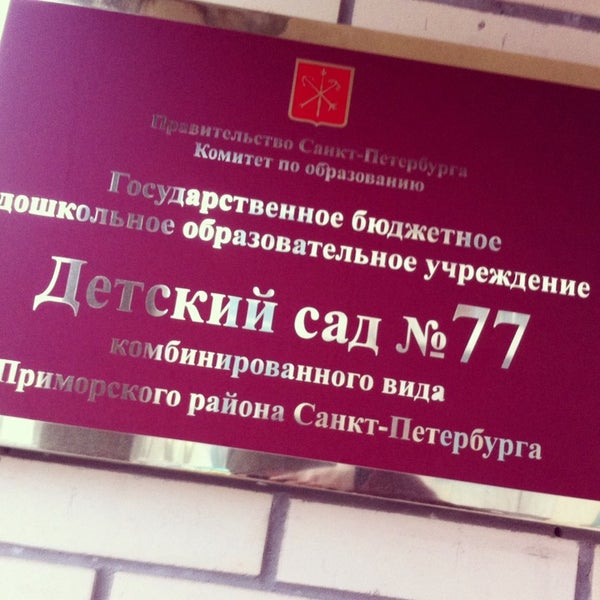 Правительство Санкт-Петербурга
Комитет по образованию
Государственное бюджетное
дошкольное образовательное учреждение
Детский сад №77
комбинированного вида
Приморского района Санкт-Петербурга